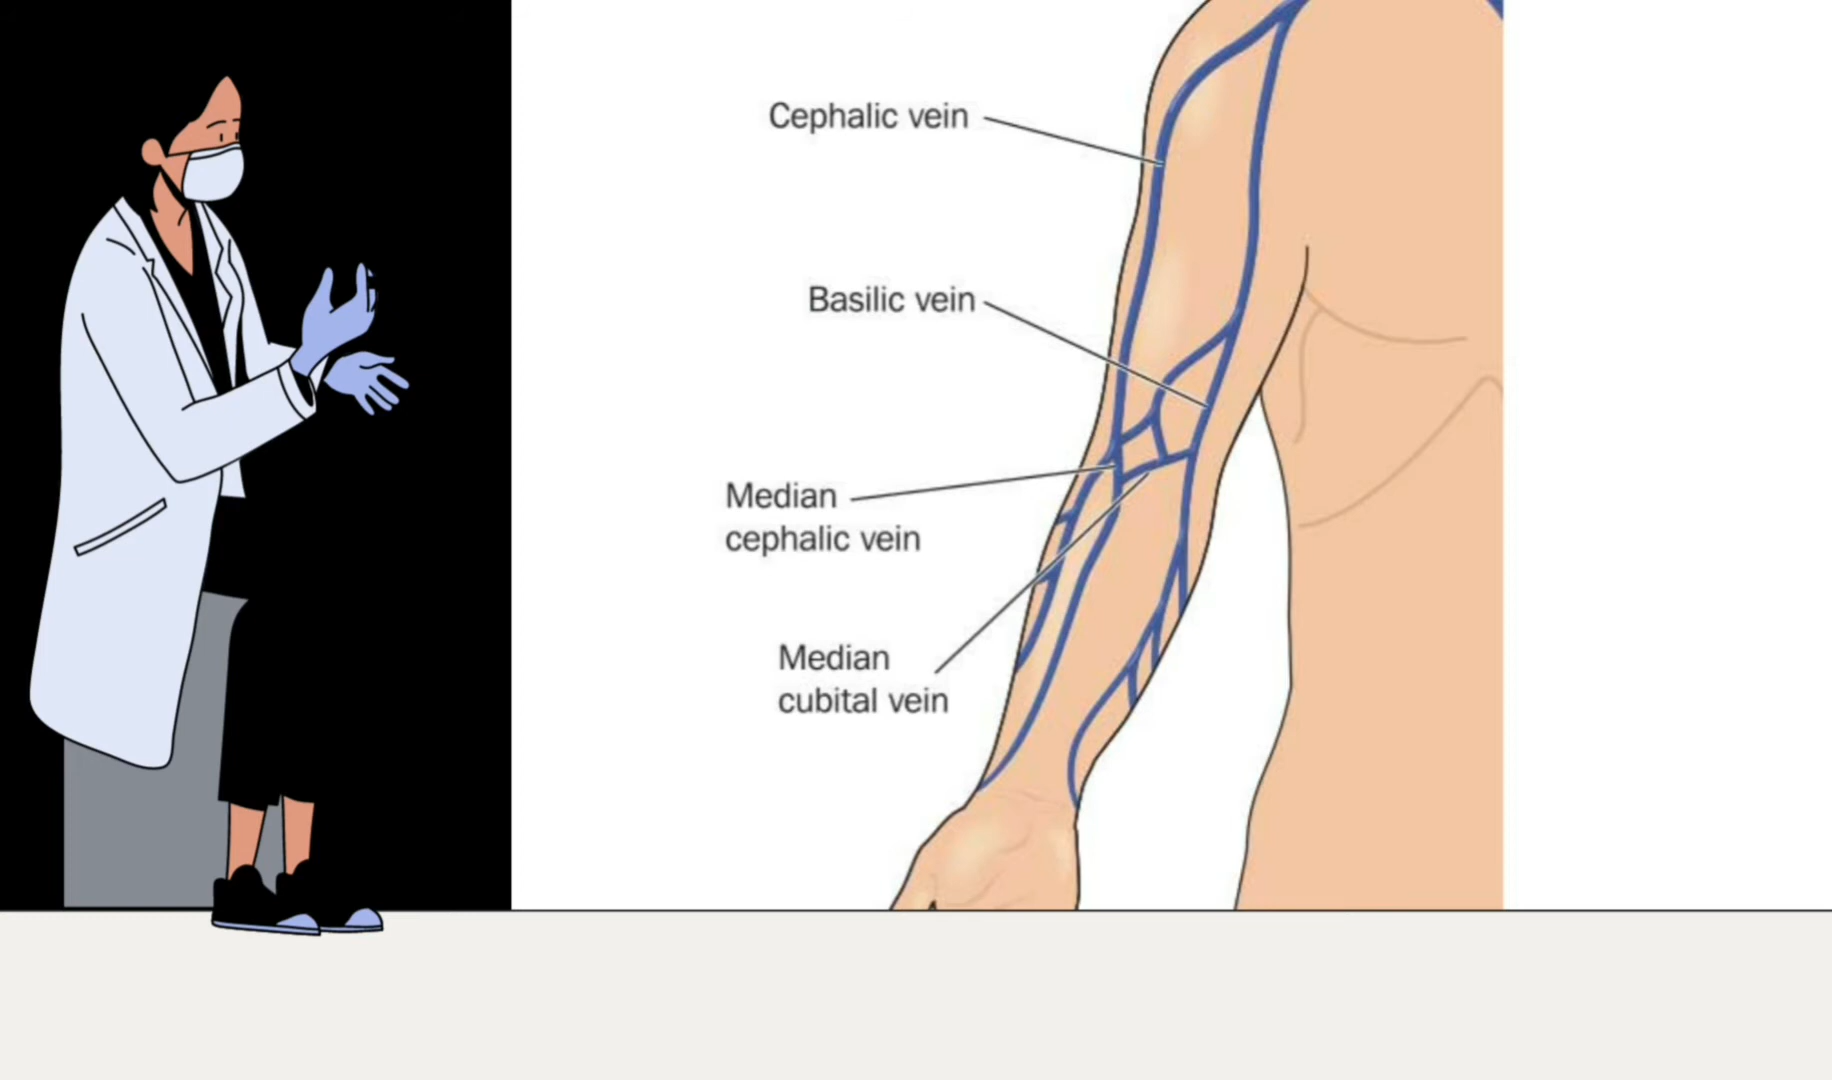 Cephalic vein
Basilic vein
Median
cephalic vein
Median
cubital vein